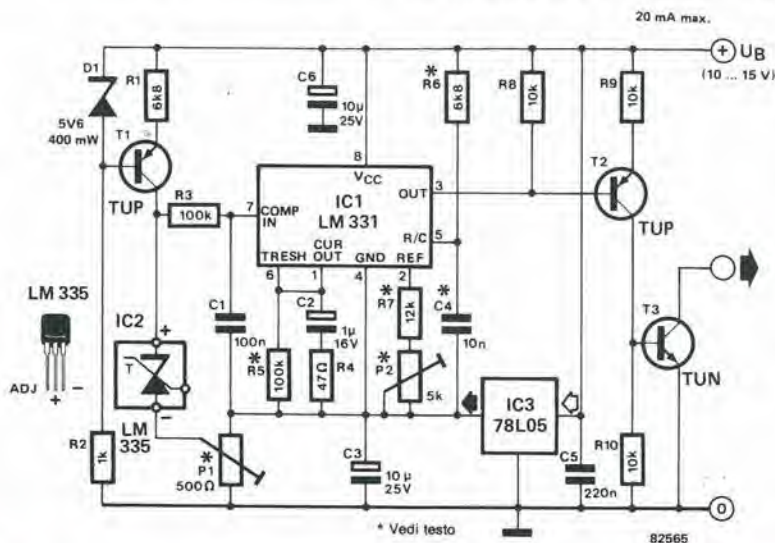 20 mA max.
+ UB
(10 ... 15 V)
D1
5V6
400 mW
R1
6k8
T1
TUP
C6
10µ
25V
*
R6
6k8
R8
10k
R9
10k
T2
TUP
R3
100k
8
VCC
IC1
LM 331
7
COMP
IN
OUT
3
R/C
5
TRESH
6
CUR
OUT
1
GND
4
REF
2
LM 335
ADJ
+
−
IC2
+
T
−
LM
335
C1
100n
*
R5
100k
C2
1µ
16V
R4
47Ω
*
R7
12k
*
P2
5k
*
C4
10n
T3
TUN
IC3
78L05
R2
1k
*
P1
500Ω
C3
10µ
25V
C5
220n
R10
10k
0
* Vedi testo
82565